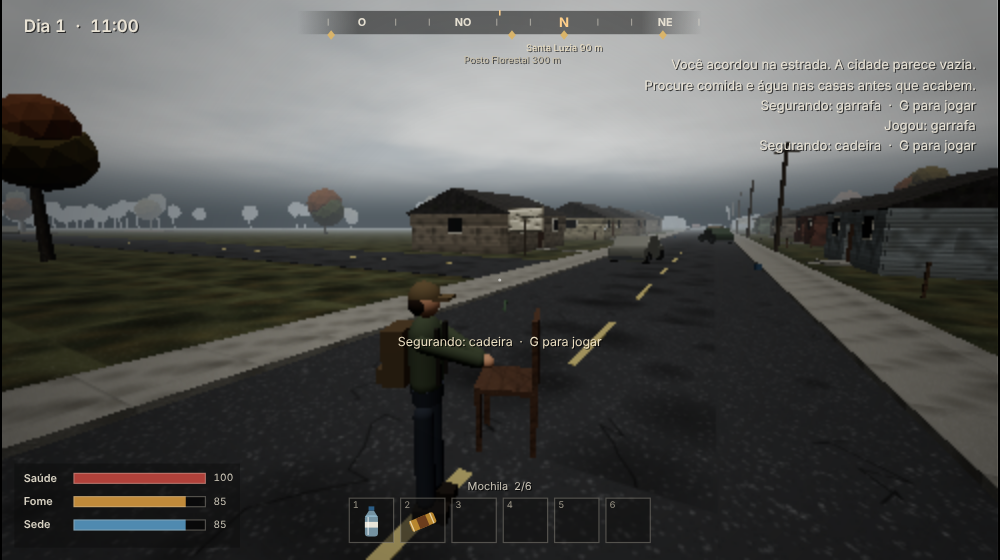 Dia 1 · 11:00
O NO N NE
Santa Luzia 90 m
Posto Florestal 300 m
Você acordou na estrada. A cidade parece vazia.
Procure comida e água nas casas antes que acabem.
Segurando: garrafa · G para jogar
Jogou: garrafa
Segurando: cadeira · G para jogar
Segurando: cadeira · G para jogar
Saúde 100
Fome 85
Sede 85
Mochila 2/6
1 2 3 4 5 6